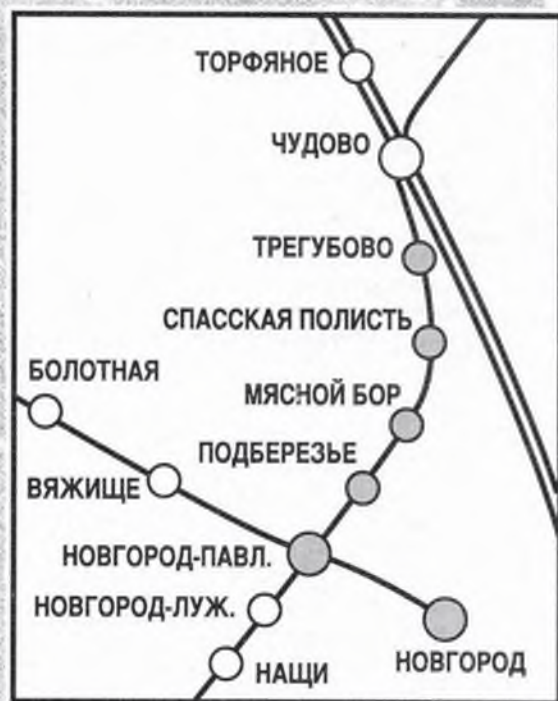 ТОРФЯНОЕ
ЧУДОВО
ТРЕГУБОВО
СПАССКАЯ ПОЛИСТЬ
БОЛОТНАЯ
МЯСНОЙ БОР
ПОДБЕРЕЗЬЕ
ВЯЖИЩЕ
НОВГОРОД-ПАВЛ.
НОВГОРОД-ЛУЖ.
НОВГОРОД
НАЩИ